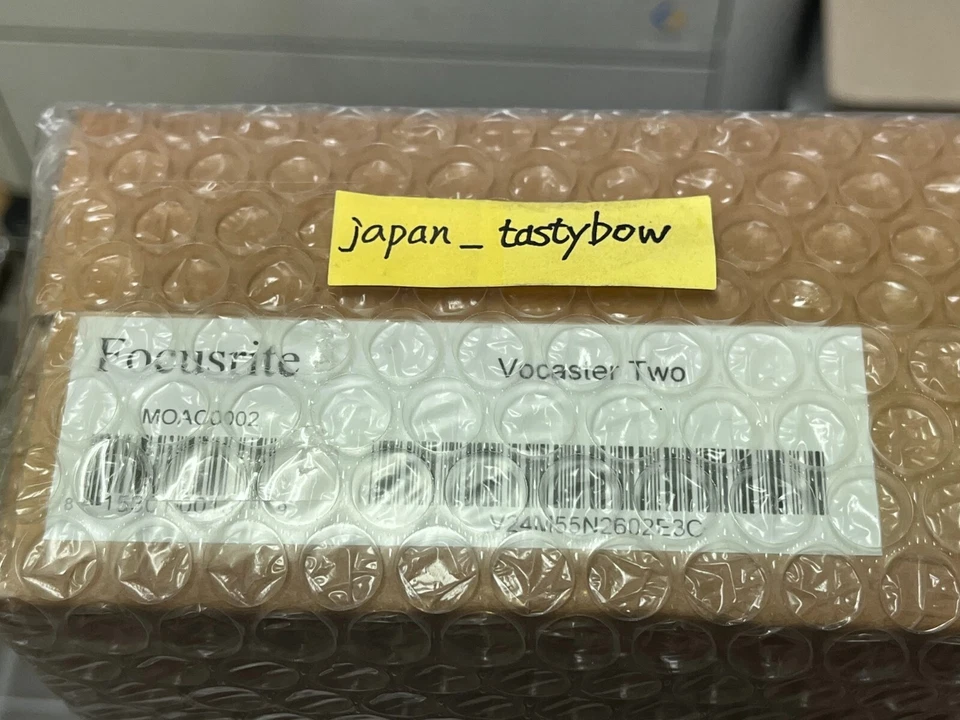 japan_tastybow
Focusrite
Vocaster Two
MOAC0002
V24M55N2602E3C